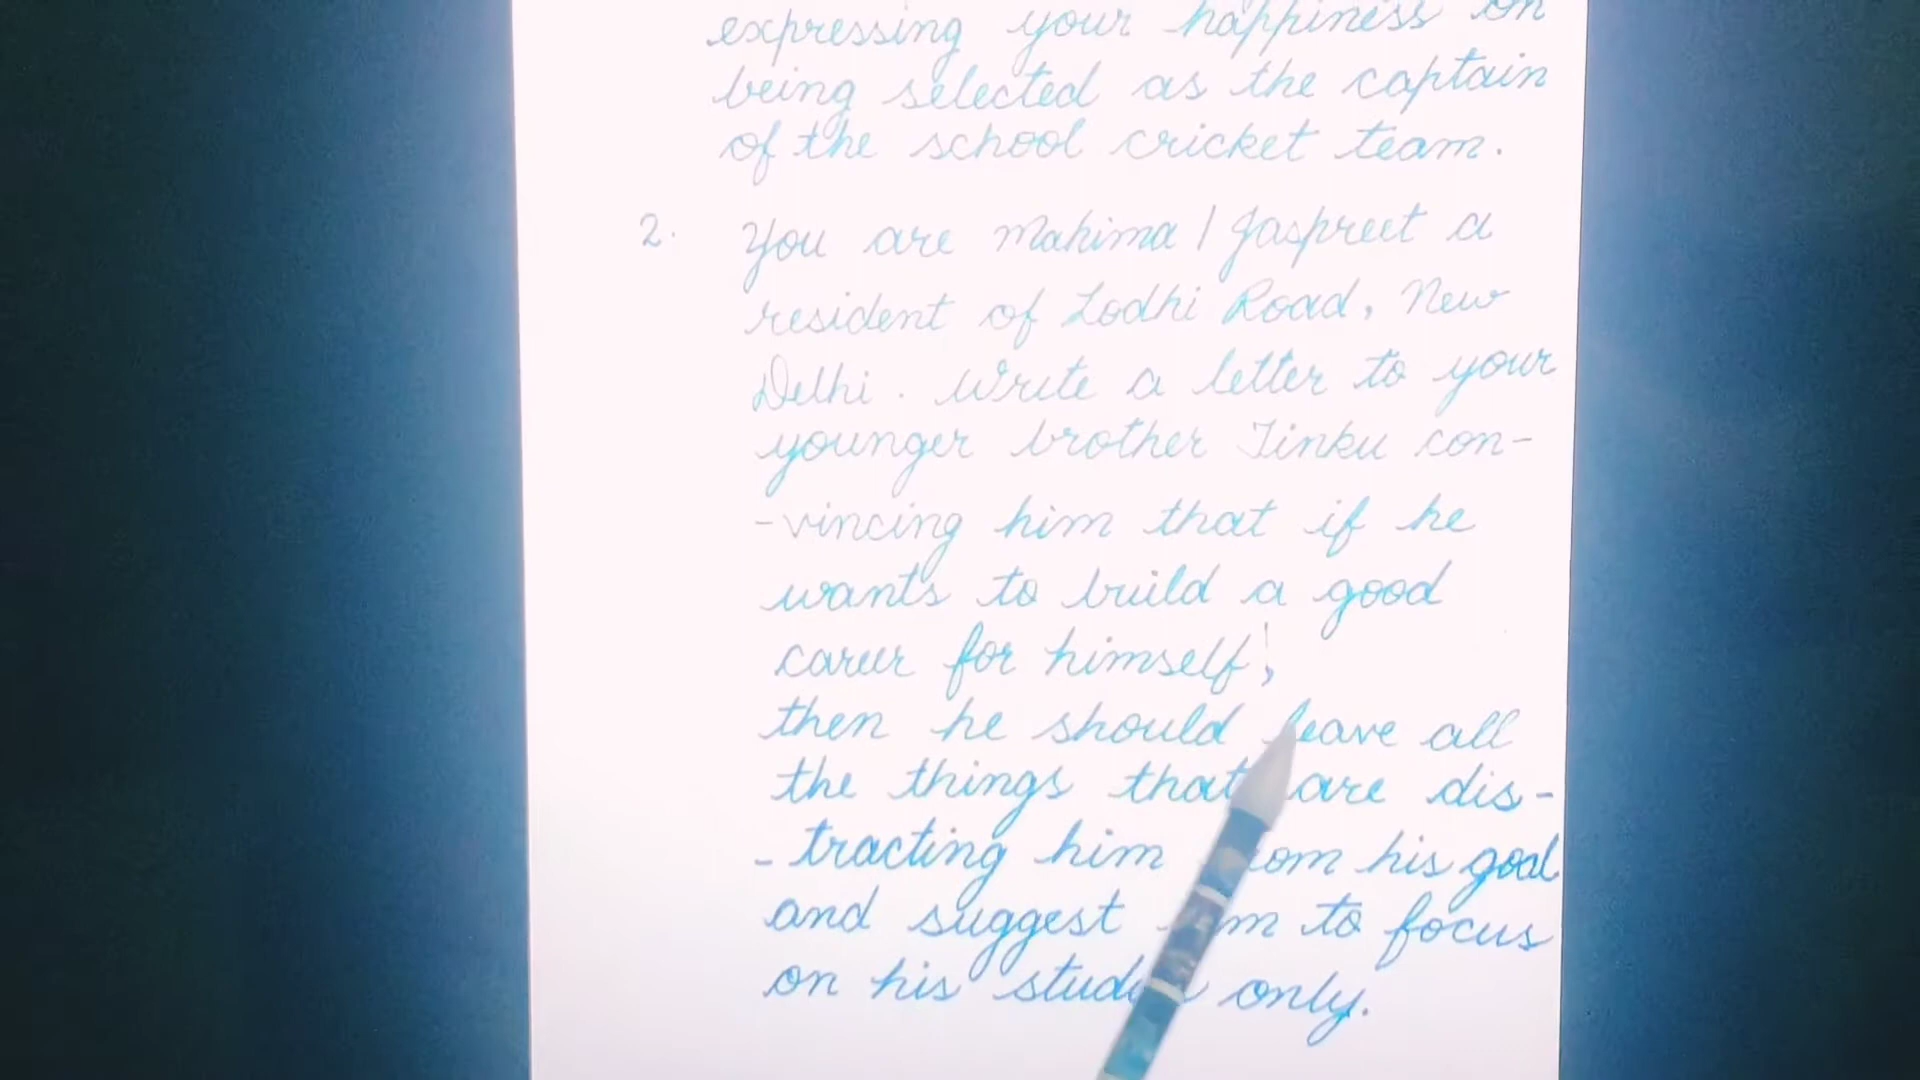 expressing your happiness on
being selected as the captain
of the school cricket team.
2. You are Mahima / Jaspreet a
resident of Lodhi Road, New
Delhi. Write a letter to your
younger brother Tinku con-
-vincing him that if he
wants to build a good
career for himself,
then he should leave all
the things that are dis-
-tracting him from his goal
and suggest him to focus
on his only.